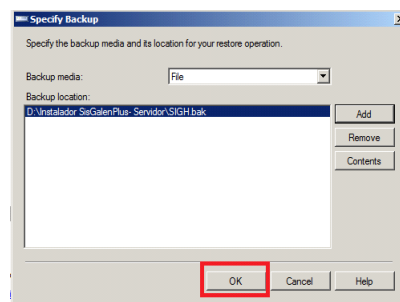 Specify Backup
Specify the backup media and its location for your restore operation.
Backup media: File
Backup location:
D:\Instalador SisGalenPlus- Servidor\SIGH.bak
Add
Remove
Contents
OK Cancel Help